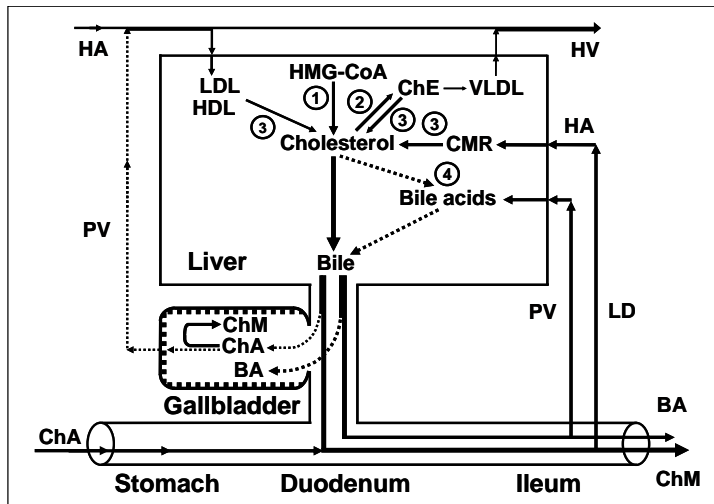 HA
HV
HMG-CoA
LDL
HDL
1
2
ChE
VLDL
3
3
3
HA
Cholesterol
CMR
4
Bile acids
PV
Liver
Bile
ChM
ChA
BA
PV
LD
Gallbladder
BA
ChA
Stomach
Duodenum
Ileum
ChM